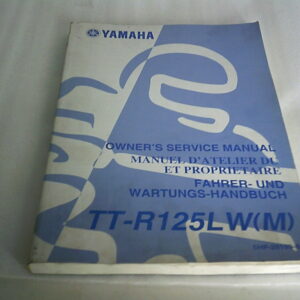 YAMAHA
OWNER'S SERVICE MANUAL
MANUEL D'ATELIER DU
ET PROPRIETAIRE
FAHRER- UND
WARTUNGS-HANDBUCH
TT-R125LW(M)